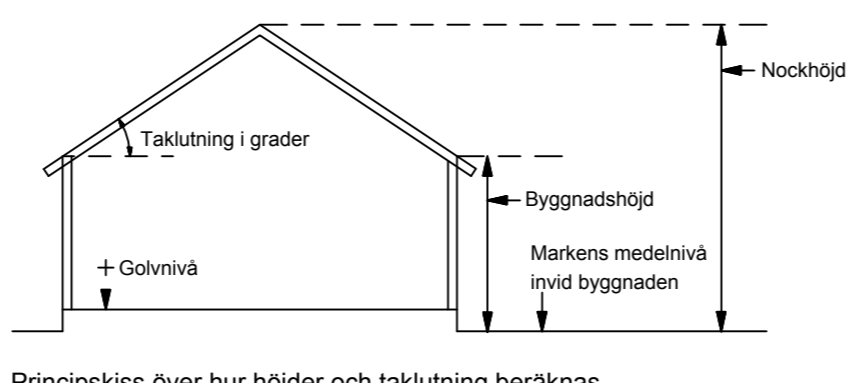 Nockhöjd
Taklutning i grader
Byggnadshöjd
Markens medelnivå
invid byggnaden
+ Golvnivå
Principskiss över hur höjder och taklutning beräknas